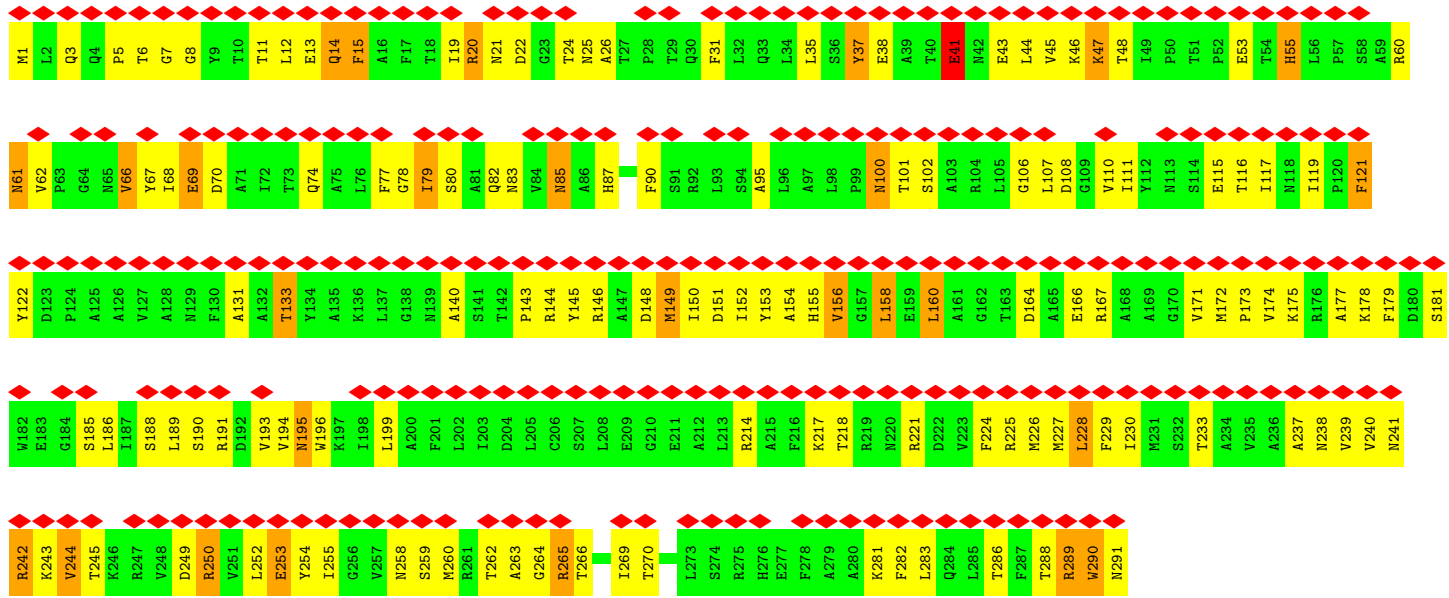 M1 L2 Q3 Q4 P5 T6 G7 G8 Y9 T10 T11 L12 E13 Q14 F15 A16 F17 T18 I19 R20 N21 D22 G23 T24 N25 A26 T27 P28 T29 Q30 F31 L32 Q33 L34 L35 S36 Y37 E38 A39 T40 E41 N42 E43 L44 V45 K46 K47 T48 I49 P50 T51 P52 E53 T54 H55 L56 P57 S58 A59 R60
N61 V62 P63 G64 N65 V66 Y67 I68 E69 D70 A71 I72 T73 Q74 A75 L76 F77 G78 I79 S80 A81 Q82 N83 V84 N85 A86 H87 F90 S91 R92 L93 S94 A95 L96 A97 L98 P99 N100 T101 S102 A103 R104 L105 G106 L107 D108 G109 V110 I111 Y112 N113 S114 E115 T116 I117 N118 I119 P120 F121
Y122 D123 P124 A125 A126 V127 A128 N129 F130 A131 A132 T133 Y134 A135 K136 L137 G138 N139 A140 S141 T142 P143 R144 Y145 R146 A147 D148 M149 I150 D151 I152 Y153 A154 H155 V156 G157 L158 E159 L160 A161 G162 T163 D164 A165 E166 R167 A168 A169 G170 V171 M172 P173 V174 K175 R176 A177 K178 F179 D180 S181
W182 E183 G184 S185 L186 I187 S188 L189 S190 R191 D192 V193 V194 N195 W196 K197 I198 L199 A200 F201 L202 I203 D204 L205 C206 S207 L208 E209 G210 E211 A212 L213 R214 A215 F216 K217 T218 R219 N220 R221 D222 V223 F224 R225 M226 M227 L228 F229 I230 M231 S232 T233 A234 V235 A236 A237 N238 V239 V240 N241
R242 K243 V244 T245 K246 R247 V248 D249 R250 V251 L252 E253 Y254 I255 G256 V257 N258 S259 M260 R261 T262 A263 G264 R265 T266 I269 T270 L273 S274 R275 H276 E277 F278 A279 A280 K281 F282 L283 Q284 L285 T286 F287 T288 R289 W290 N291